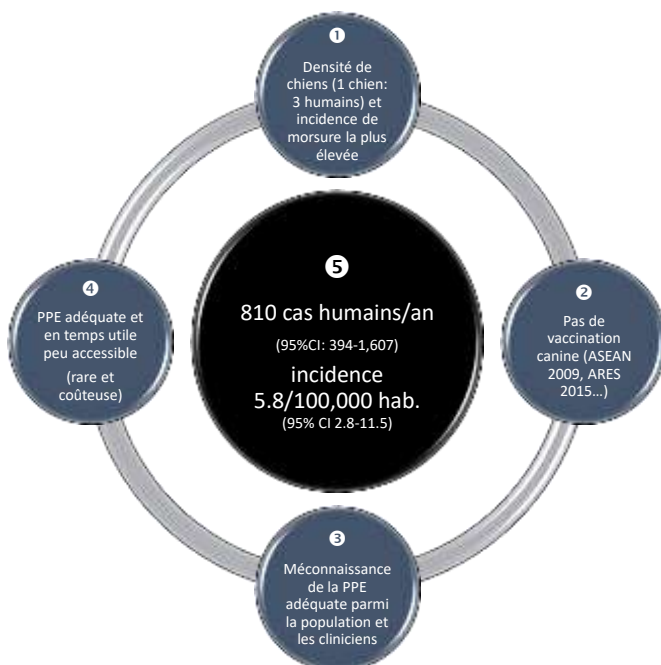 ❶
Densité de
chiens (1 chien:
3 humains) et
incidence de
morsure la plus
élevée
❷
Pas de
vaccination
canine (ASEAN
2009, ARES
2015...)
❸
Méconnaissance
de la PPE
adéquate parmi
la population et
les cliniciens
❹
PPE adéquate et
en temps utile
peu accessible
(rare et
coûteuse)
❺
810 cas humains/an
(95%CI: 394-1,607)
incidence
5.8/100,000 hab.
(95% CI 2.8-11.5)